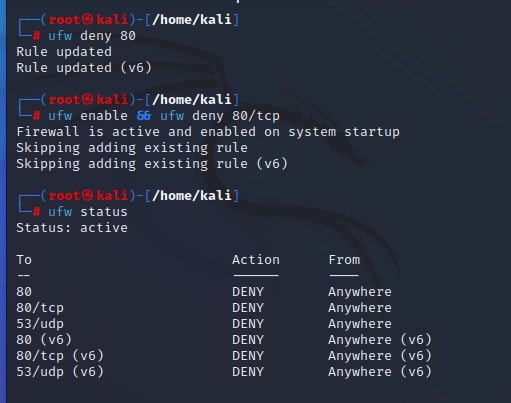 ┌──(root㉿kali)-[/home/kali]
└─# ufw deny 80
Rule updated
Rule updated (v6)
┌──(root㉿kali)-[/home/kali]
└─# ufw enable && ufw deny 80/tcp
Firewall is active and enabled on system startup
Skipping adding existing rule
Skipping adding existing rule (v6)
┌──(root㉿kali)-[/home/kali]
└─# ufw status
Status: active
To                         Action      From
--                         ------      ----
80                         DENY        Anywhere
80/tcp                     DENY        Anywhere
53/udp                     DENY        Anywhere
80 (v6)                    DENY        Anywhere (v6)
80/tcp (v6)                DENY        Anywhere (v6)
53/udp (v6)                DENY        Anywhere (v6)